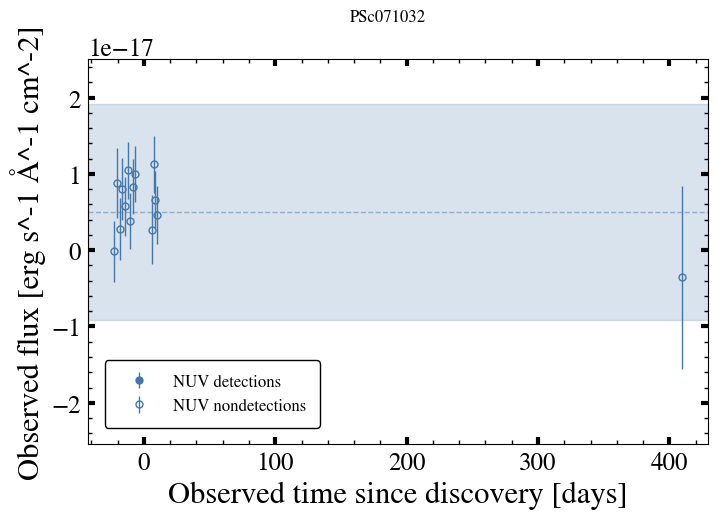 PSc071032
1e−17
Observed flux [erg s^-1 Å^-1 cm^-2]
2
1
0
−1
−2
NUV detections
NUV nondetections
0 100 200 300 400
Observed time since discovery [days]